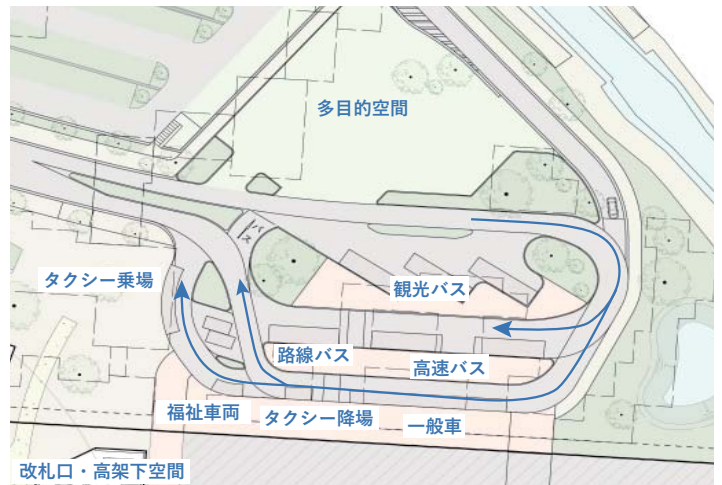 多目的空間
バス
タクシー乗場
観光バス
路線バス
高速バス
福祉車両
タクシー降場
一般車
改札口・高架下空間